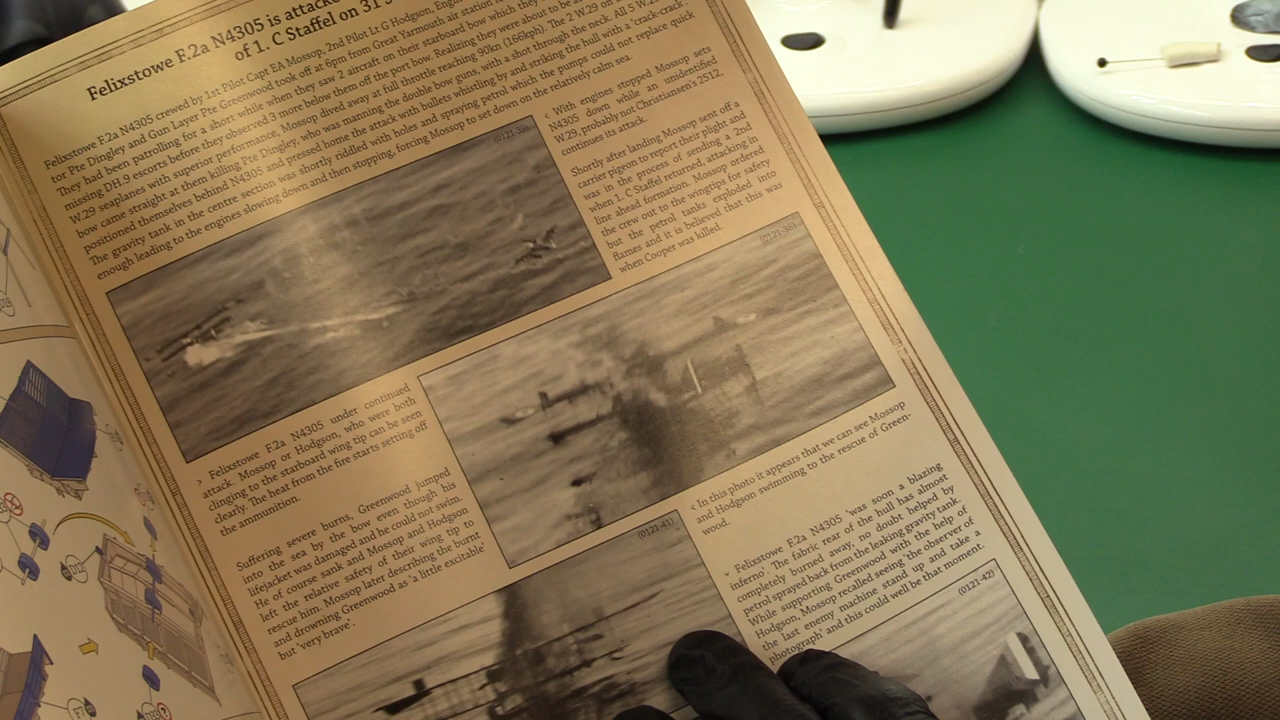 Felixstowe F.2a N4305 is attacke
of 1. C Staffel on 31 J
Felixstowe F.2a N4305 crewed by 1st Pilot Capt EA Mossop, 2nd Pilot Lt G Hodgson, Engi
tor Pte Dingley and Gun Layer Pte Greenwood took off at 6pm from Great Yarmouth air station
They had been patrolling for a short while when they saw 2 aircraft on their starboard bow which they
missing DH.9 escorts before they observed 3 more below them off the port bow. Realizing they were about to be
W.29 seaplanes with superior performance, Mossop dived away at full throttle reaching 90kn (166kph). The 2 W.29 on
bow came straight at them killing Pte Dingley, who was manning the double bow guns, with a shot through the neck. All 5 W.29
positioned themselves behind N4305 and pressed home the attack with bullets whistling by and striking the hull with a 'crack-crack'.
The gravity tank in the centre section was shortly riddled with holes and spraying petrol which the pumps could not replace quick
enough leading to the engines slowing down and then stopping, forcing Mossop to set down on the relatively calm sea.
(0121-39)
‹ With engines stopped Mossop sets
N4305 down while an unidentified
W.29, probably not Christiansen's 2512,
continues its attack.
Shortly after landing Mossop sent off a
carrier pigeon to report their plight and
was in the process of sending a 2nd
when 1. C Staffel returned, attacking in
line ahead formation. Mossop ordered
the crew out to the wingtips for safety
but the petrol tanks exploded into
flames and it is believed that this was
when Cooper was killed.
(0121-36)
› Felixstowe F.2a N4305 under continued
attack. Mossop or Hodgson, who were both
clinging to the starboard wing tip can be seen
clearly. The heat from the fire starts setting off
the ammunition.
Suffering severe burns, Greenwood jumped
into the sea by the bow even though his
lifejacket was damaged and he could not swim.
He of course sank and Mossop and Hodgson
left the relative safety of their wing tip to
rescue him. Mossop later describing the burnt
and drowning Greenwood as 'a little excitable'
but 'very brave'.
(0121-41)
‹ In this photo it appears that we can see Mossop
and Hodgson swimming to the rescue of Green-
wood.
⌄ Felixstowe F.2a N4305 'was soon a blazing
inferno'. The fabric rear of the hull has almost
completely burned away, no doubt helped by
petrol sprayed back from the leaking gravity tank.
While supporting Greenwood with the help of
Hodgson, Mossop recalled seeing 'the observer of
the last enemy machine stand up and take a
photograph' and this could well be that moment.
(0121-42)